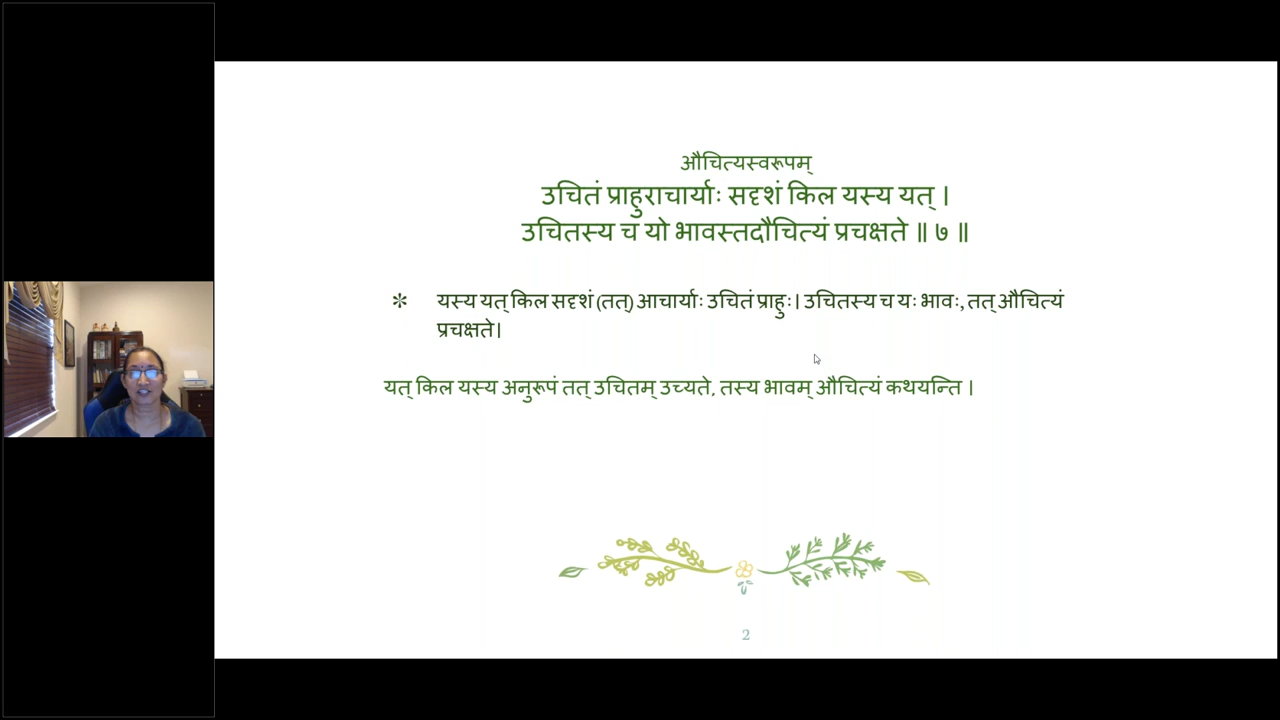 औचित्यस्वरूपम्
उचितं प्राहुराचार्याः सदृशं किल यस्य यत् ।
उचितस्य च यो भावस्तदौचित्यं प्रचक्षते ॥ ७ ॥
✻ यस्य यत् किल सदृशं (तत्) आचार्याः उचितं प्राहुः। उचितस्य च यः भावः, तत् औचित्यं
प्रचक्षते।
यत् किल यस्य अनुरूपं तत् उचितम् उच्यते, तस्य भावम् औचित्यं कथयन्ति ।
2